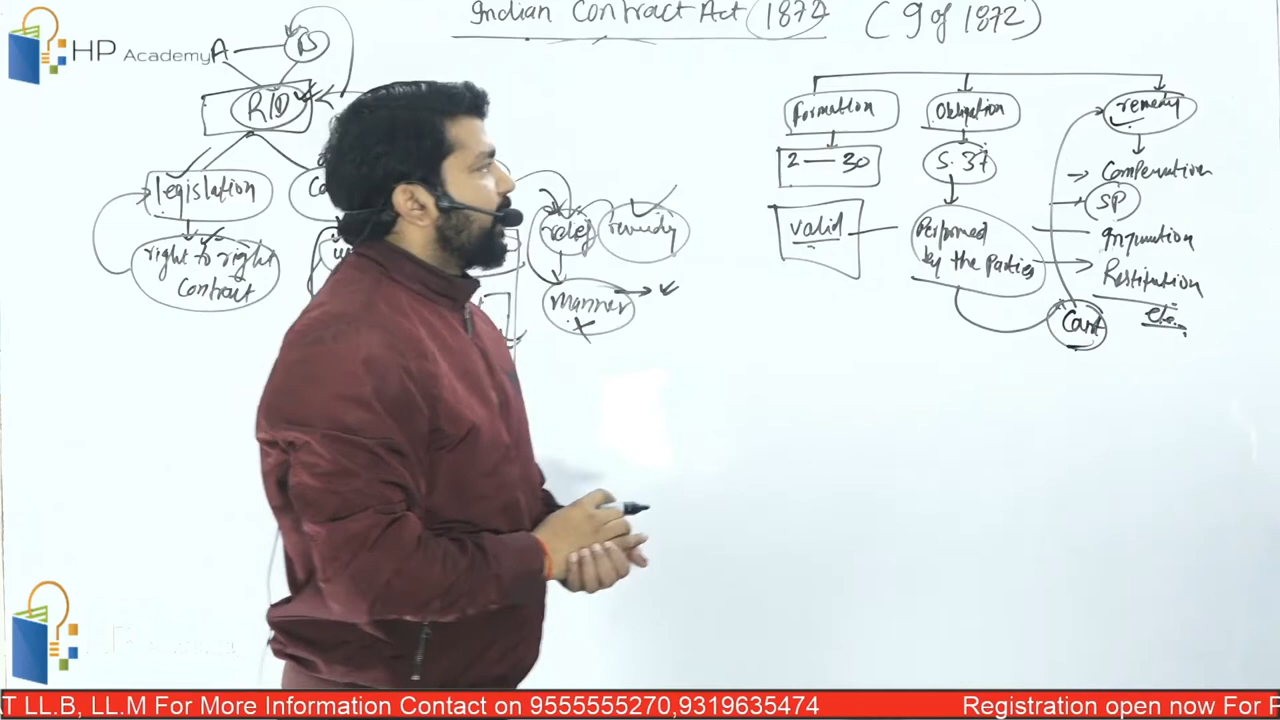 Indian Contract Act 1872 (9 of 1872)
HP Academy
A
B
R/D
legislation
right to right
contract
relief
remedy
manner
formation
Obligation
remedy
2 — 30
S. 37
valid
Performed
by the Parties
Compensation
SP
Injunction
Restitution
etc.
T LL.B, LL.M For More Information Contact on 9555555270,9319635474
Registration open now For F